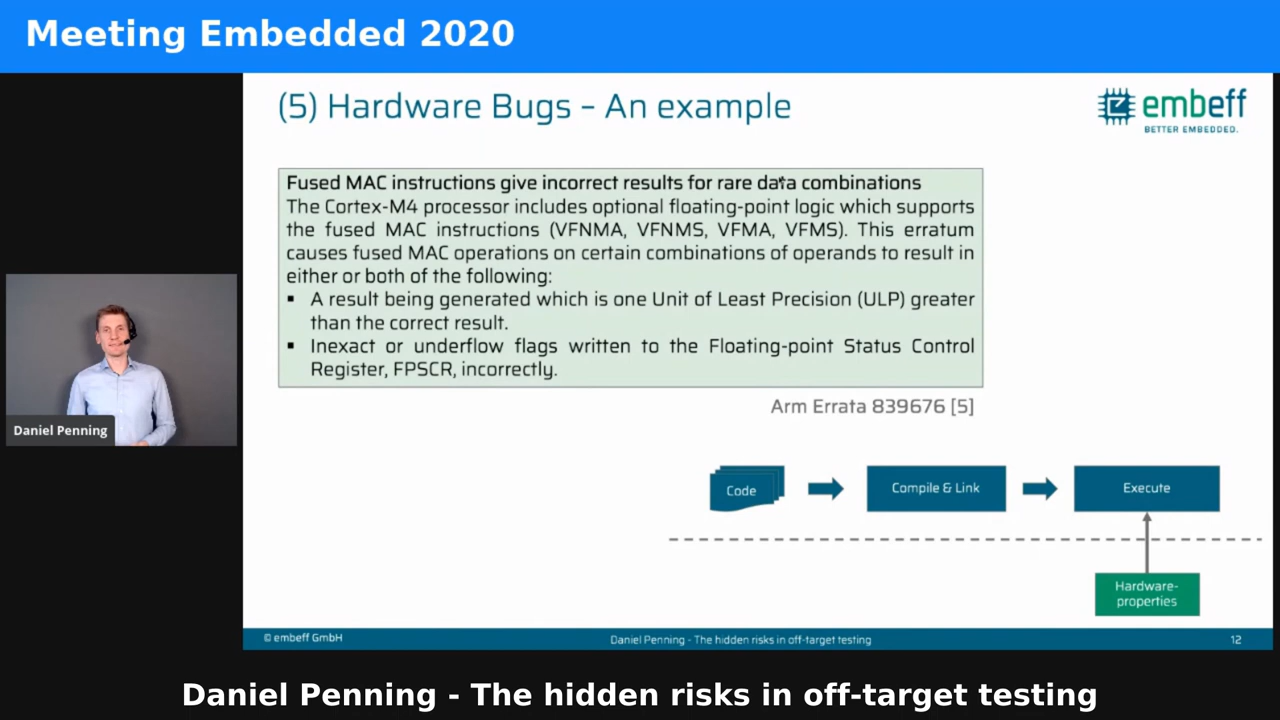 Meeting Embedded 2020
(5) Hardware Bugs – An example
embeff
BETTER EMBEDDED.
Fused MAC instructions give incorrect results for rare data combinations
The Cortex-M4 processor includes optional floating-point logic which supports
the fused MAC instructions (VFNMA, VFNMS, VFMA, VFMS). This erratum
causes fused MAC operations on certain combinations of operands to result in
either or both of the following:
▪ A result being generated which is one Unit of Least Precision (ULP) greater
than the correct result.
▪ Inexact or underflow flags written to the Floating-point Status Control
Register, FPSCR, incorrectly.
Arm Errata 839676 [5]
Daniel Penning
Code
Compile & Link
Execute
Hardware-
properties
© embeff GmbH
Daniel Penning - The hidden risks in off-target testing
12
Daniel Penning - The hidden risks in off-target testing